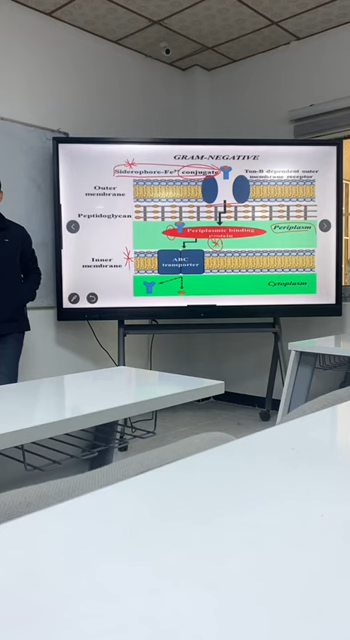 GRAM-NEGATIVE
Siderophore-Fe³⁺ conjugate
Ton-B dependent outer
membrane receptor
Outer
membrane
Peptidoglycan
Periplasmic binding
protein
Periplasm
Inner
membrane
ABC
transporter
Cytoplasm